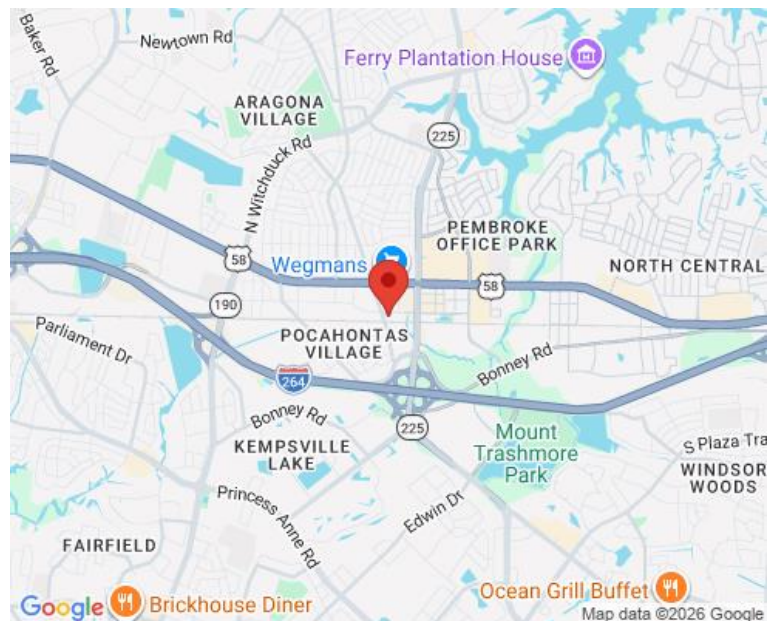 Baker Rd
Newtown Rd
Ferry Plantation House
ARAGONA
VILLAGE
225
N Witchduck Rd
PEMBROKE
OFFICE PARK
58
Wegmans
58
NORTH CENTRAL
190
Parliament Dr
POCAHONTAS
VILLAGE
264
Bonney Rd
Bonney Rd
225
KEMPSVILLE
LAKE
Mount
Trashmore
Park
S Plaza Tra
WINDSOR
WOODS
Princess Anne Rd
Edwin Dr
FAIRFIELD
Ocean Grill Buffet
Google
Brickhouse Diner
Map data ©2026 Google